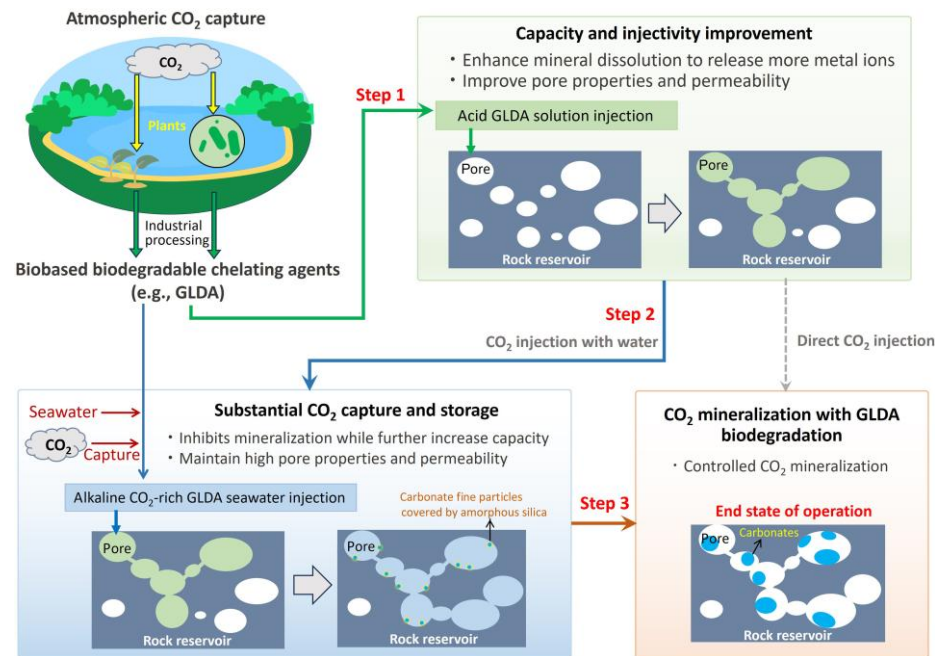 Atmospheric CO₂ capture
CO₂
Plants
Industrial
processing
Biobased biodegradable chelating agents
(e.g., GLDA)
Step 1
Capacity and injectivity improvement
• Enhance mineral dissolution to release more metal ions
• Improve pore properties and permeability
Acid GLDA solution injection
Pore
Rock reservoir
Pore
Rock reservoir
Step 2
CO₂ injection with water
Direct CO₂ injection
Seawater
CO₂
Capture
Substantial CO₂ capture and storage
• Inhibits mineralization while further increase capacity
• Maintain high pore properties and permeability
Alkaline CO₂-rich GLDA seawater injection
Carbonate fine particles
covered by amorphous silica
Pore
Rock reservoir
Pore
Rock reservoir
Step 3
CO₂ mineralization with GLDA
biodegradation
• Controlled CO₂ mineralization
End state of operation
Pore
Carbonates
Rock reservoir